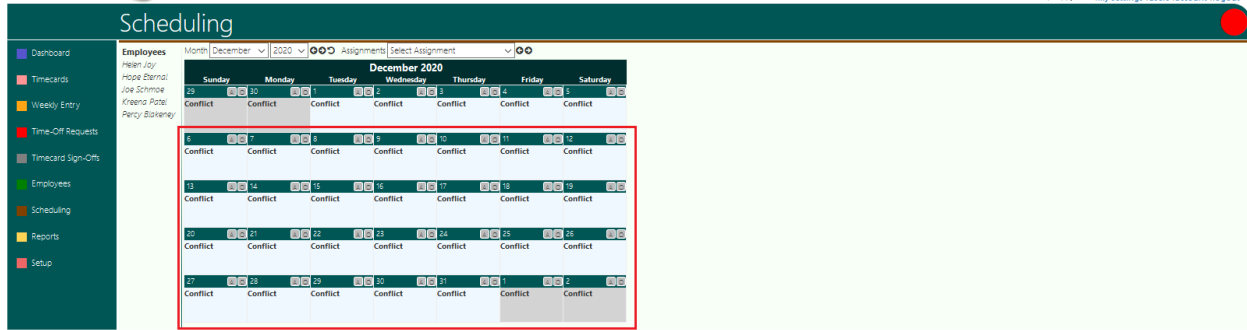 Scheduling
Dashboard
Timecards
Weekly Entry
Time-Off Requests
Timecard Sign-Offs
Employees
Scheduling
Reports
Setup
Employees
Helen Joy
Hope Eternal
Joe Schmoe
Kreena Patel
Percy Blakeney
Month December 2020 Assignments Select Assignment
December 2020
Sunday Monday Tuesday Wednesday Thursday Friday Saturday
29 30 1 2 3 4 5
Conflict Conflict Conflict Conflict Conflict Conflict Conflict
6 7 8 9 10 11 12
Conflict Conflict Conflict Conflict Conflict Conflict Conflict
13 14 15 16 17 18 19
Conflict Conflict Conflict Conflict Conflict Conflict Conflict
20 21 22 23 24 25 26
Conflict Conflict Conflict Conflict Conflict Conflict Conflict
27 28 29 30 31 1 2
Conflict Conflict Conflict Conflict Conflict Conflict Conflict